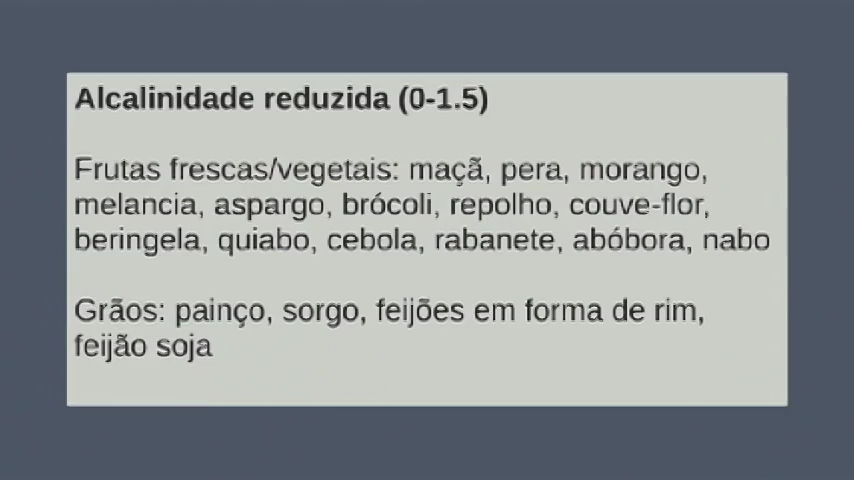 Alcalinidade reduzida (0-1.5)
Frutas frescas/vegetais: maçã, pera, morango,
melancia, aspargo, brócoli, repolho, couve-flor,
beringela, quiabo, cebola, rabanete, abóbora, nabo
Grãos: painço, sorgo, feijões em forma de rim,
feijão soja